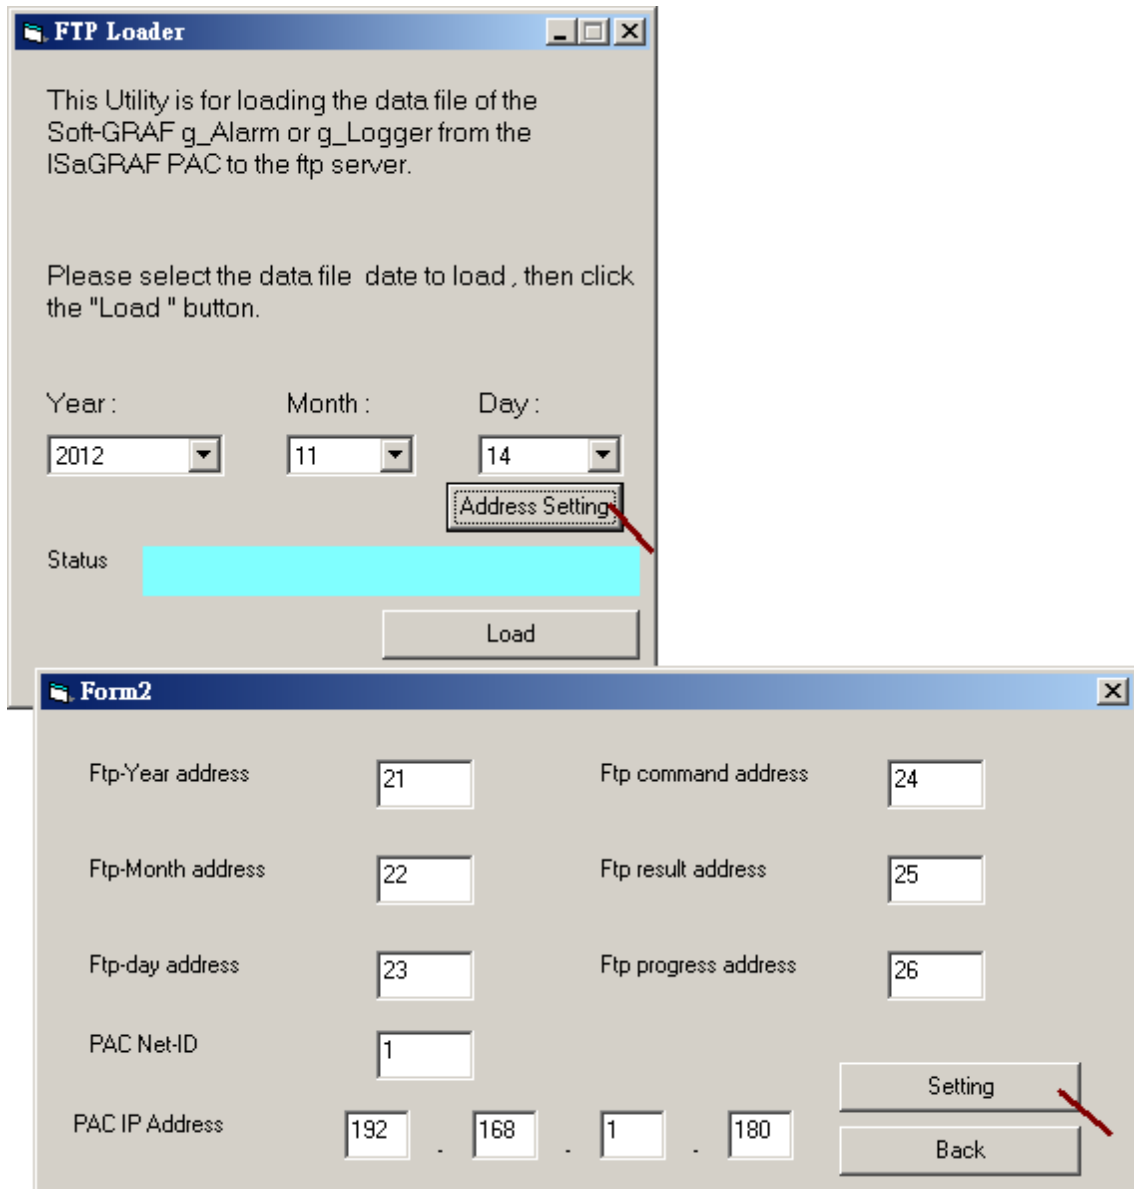 FTP Loader
This Utility is for loading the data file of the
Soft-GRAF g_Alarm or g_Logger from the
ISaGRAF PAC to the ftp server.
Please select the data file  date to load , then click
the "Load " button.
Year : Month : Day :
2012 11 14
Address Setting
Status
Load
Form2
Ftp-Year address 21 Ftp command address 24
Ftp-Month address 22 Ftp result address 25
Ftp-day address 23 Ftp progress address 26
PAC Net-ID 1
Setting
PAC IP Address 192 . 168 . 1 . 180
Back